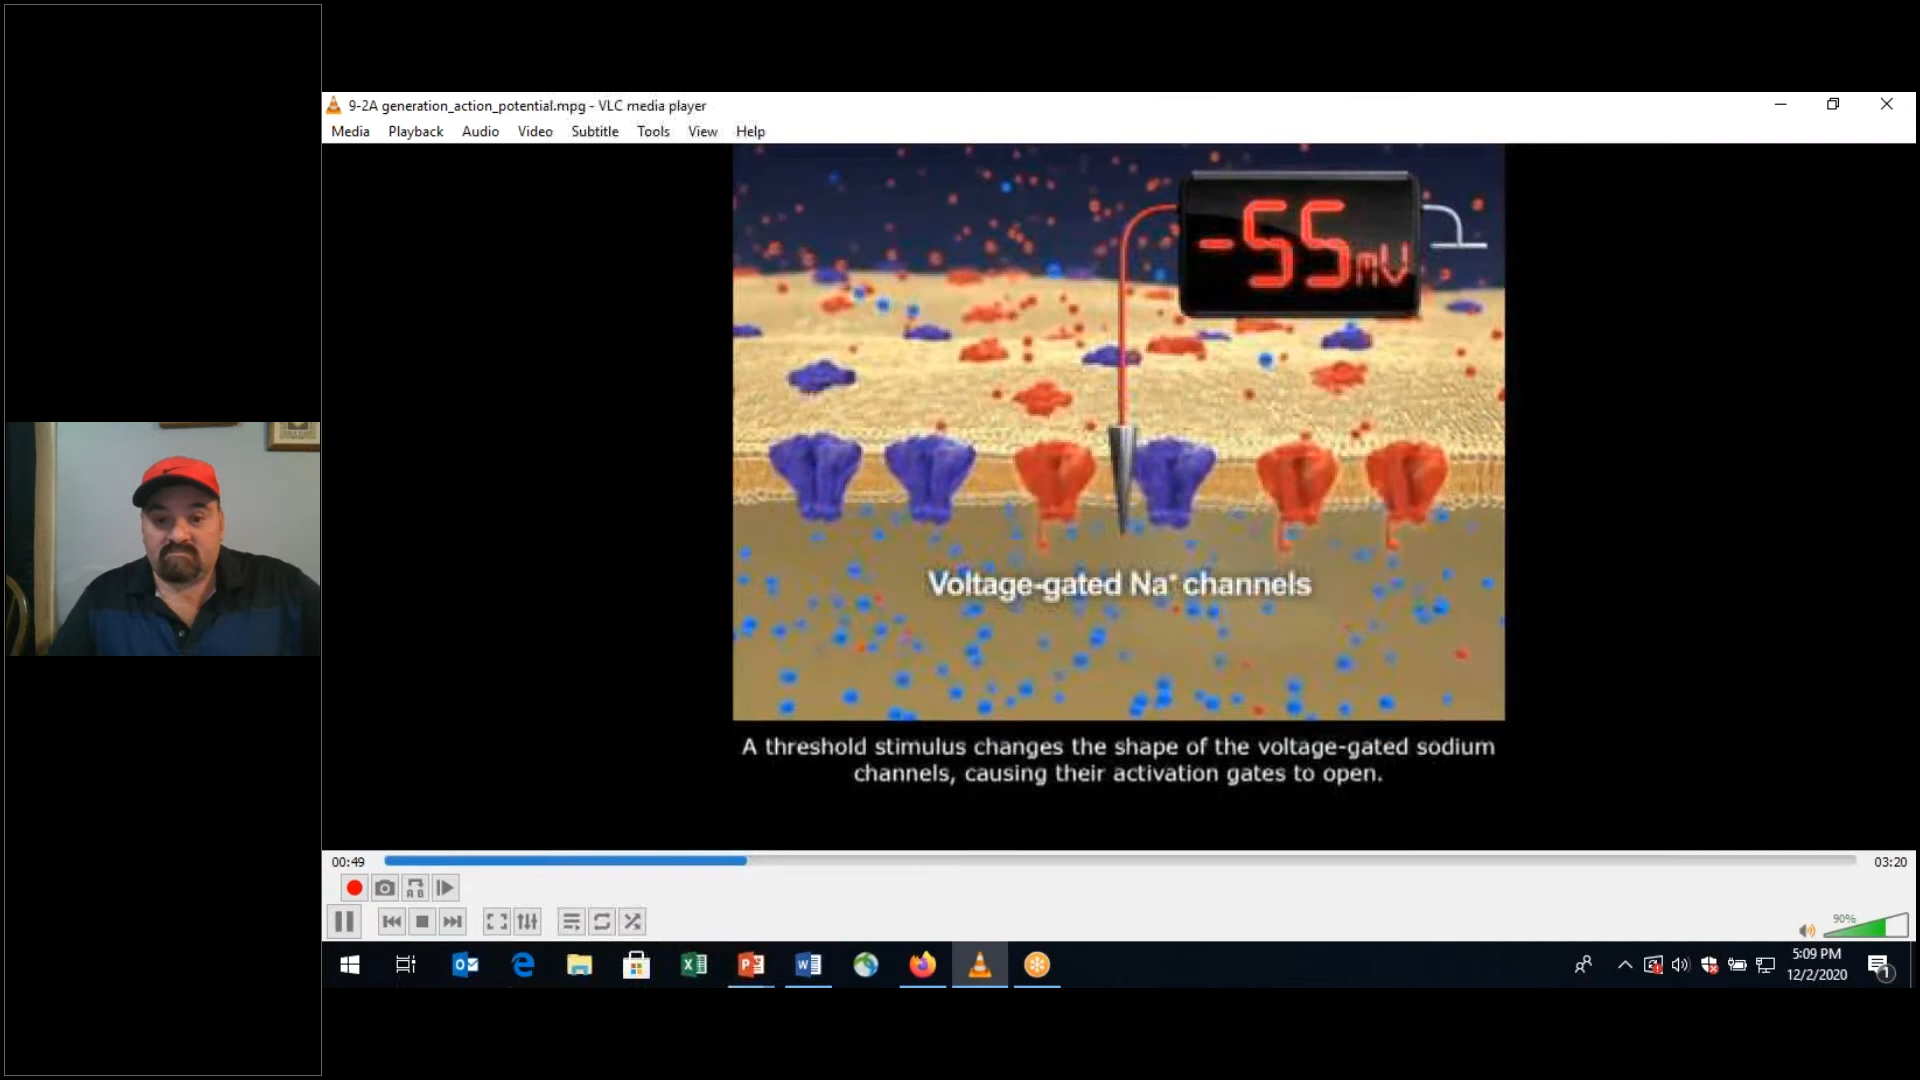 9-2A generation_action_potential.mpg - VLC media player
Media Playback Audio Video Subtitle Tools View Help
-55mV
Voltage-gated Na⁺ channels
A threshold stimulus changes the shape of the voltage-gated sodium
channels, causing their activation gates to open.
00:49
03:20
A B
90%
5:09 PM
12/2/2020
1